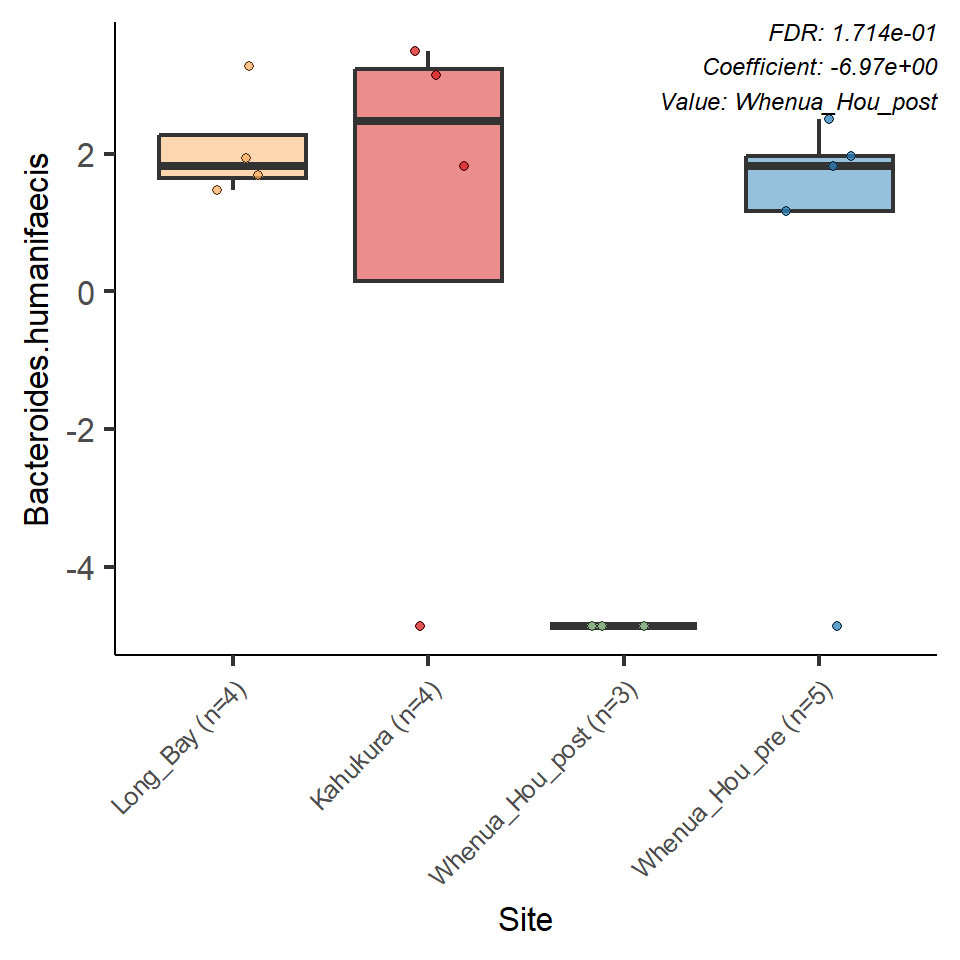 FDR: 1.714e-01
Coefficient: -6.97e+00
Value: Whenua_Hou_post
Bacteroides.humanifaecis
2
0
-2
-4
Long_Bay (n=4)
Kahukura (n=4)
Whenua_Hou_post (n=3)
Whenua_Hou_pre (n=5)
Site